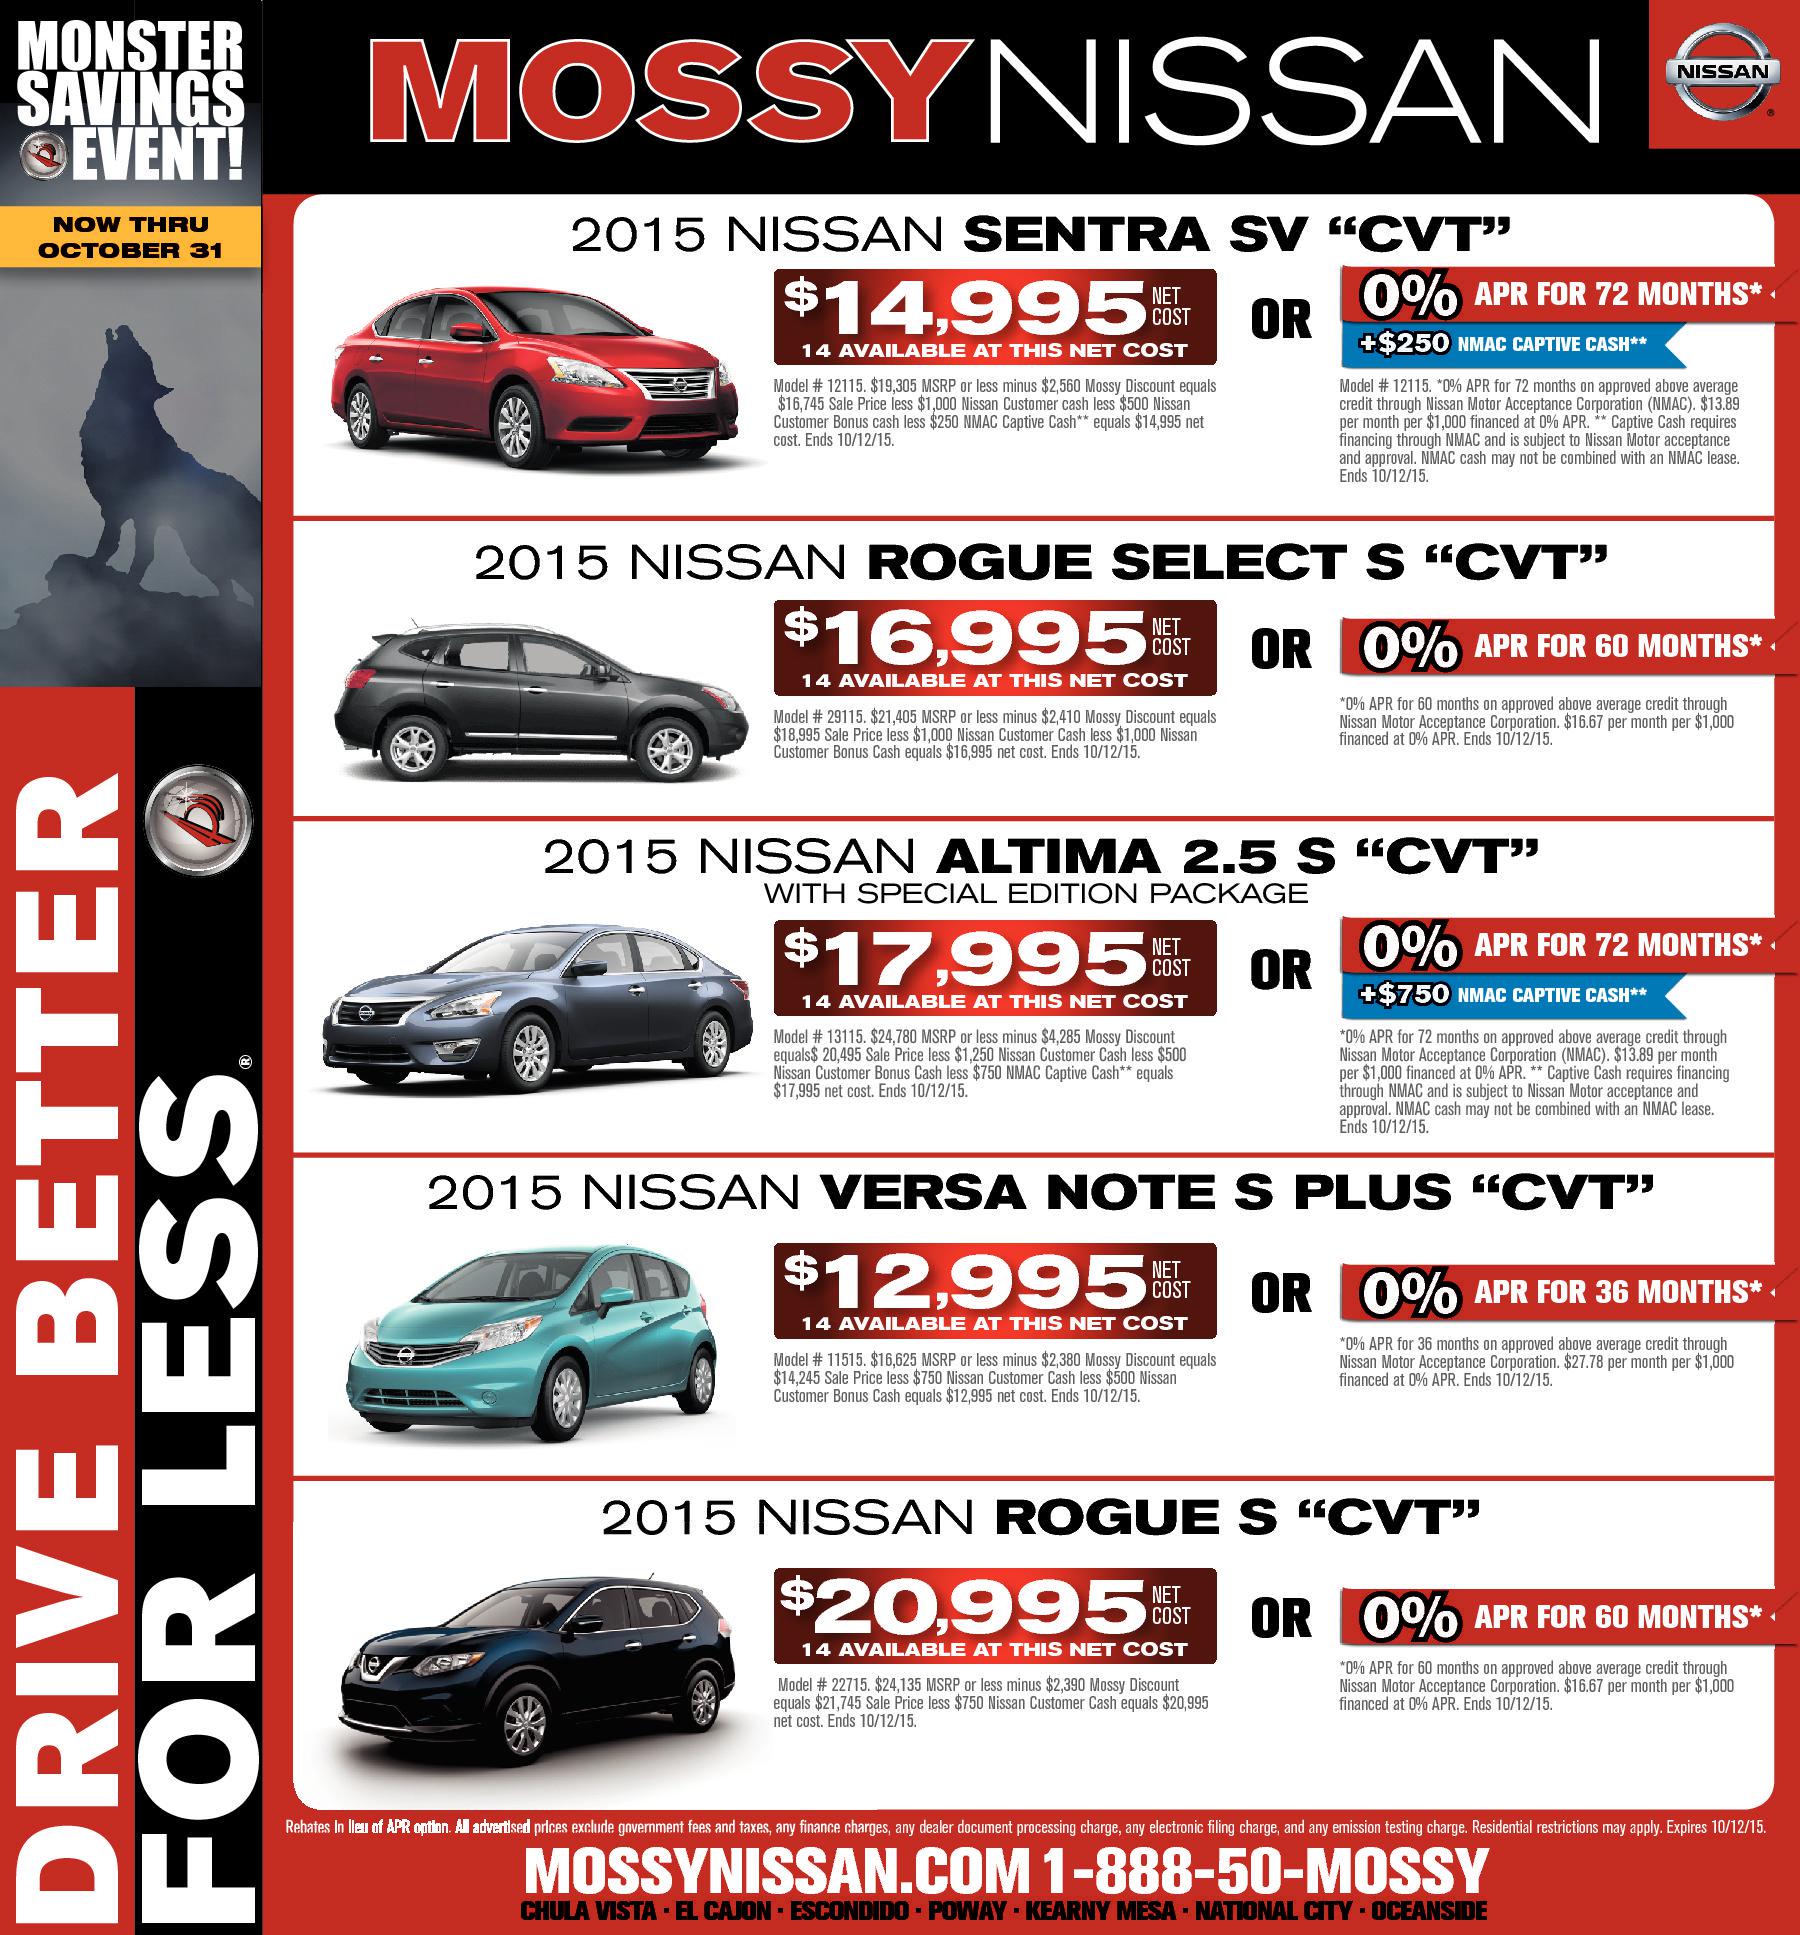 MONSTER
SAVINGS
EVENT!
NOW THRU
OCTOBER 31
DRIVE BETTER
FOR LESS®
MOSSY NISSAN
NISSAN
2015 NISSAN SENTRA SV “CVT”
$14,995 NET COST
14 AVAILABLE AT THIS NET COST
Model # 12115. $19,305 MSRP or less minus $2,560 Mossy Discount equals
$16,745 Sale Price less $1,000 Nissan Customer cash less $500 Nissan
Customer Bonus cash less $250 NMAC Captive Cash** equals $14,995 net
cost. Ends 10/12/15.
OR
0% APR FOR 72 MONTHS*
+$250 NMAC CAPTIVE CASH**
Model # 12115. *0% APR for 72 months on approved above average
credit through Nissan Motor Acceptance Corporation (NMAC). $13.89
per month per $1,000 financed at 0% APR. ** Captive Cash requires
financing through NMAC and is subject to Nissan Motor acceptance
and approval. NMAC cash may not be combined with an NMAC lease.
Ends 10/12/15.
2015 NISSAN ROGUE SELECT S “CVT”
$16,995 NET COST
14 AVAILABLE AT THIS NET COST
Model # 29115. $21,405 MSRP or less minus $2,410 Mossy Discount equals
$18,995 Sale Price less $1,000 Nissan Customer Cash less $1,000 Nissan
Customer Bonus Cash equals $16,995 net cost. Ends 10/12/15.
OR
0% APR FOR 60 MONTHS*
*0% APR for 60 months on approved above average credit through
Nissan Motor Acceptance Corporation. $16.67 per month per $1,000
financed at 0% APR. Ends 10/12/15.
2015 NISSAN ALTIMA 2.5 S “CVT”
WITH SPECIAL EDITION PACKAGE
$17,995 NET COST
14 AVAILABLE AT THIS NET COST
Model # 13115. $24,780 MSRP or less minus $4,285 Mossy Discount
equals$ 20,495 Sale Price less $1,250 Nissan Customer Cash less $500
Nissan Customer Bonus Cash less $750 NMAC Captive Cash** equals
$17,995 net cost. Ends 10/12/15.
OR
0% APR FOR 72 MONTHS*
+$750 NMAC CAPTIVE CASH**
*0% APR for 72 months on approved above average credit through
Nissan Motor Acceptance Corporation (NMAC). $13.89 per month
per $1,000 financed at 0% APR. ** Captive Cash requires financing
through NMAC and is subject to Nissan Motor acceptance and
approval. NMAC cash may not be combined with an NMAC lease.
Ends 10/12/15.
2015 NISSAN VERSA NOTE S PLUS “CVT”
$12,995 NET COST
14 AVAILABLE AT THIS NET COST
Model # 11515. $16,625 MSRP or less minus $2,380 Mossy Discount equals
$14,245 Sale Price less $750 Nissan Customer Cash less $500 Nissan
Customer Bonus Cash equals $12,995 net cost. Ends 10/12/15.
OR
0% APR FOR 36 MONTHS*
*0% APR for 36 months on approved above average credit through
Nissan Motor Acceptance Corporation. $27.78 per month per $1,000
financed at 0% APR. Ends 10/12/15.
2015 NISSAN ROGUE S “CVT”
$20,995 NET COST
14 AVAILABLE AT THIS NET COST
Model # 22715. $24,135 MSRP or less minus $2,390 Mossy Discount
equals $21,745 Sale Price less $750 Nissan Customer Cash equals $20,995
net cost. Ends 10/12/15.
OR
0% APR FOR 60 MONTHS*
*0% APR for 60 months on approved above average credit through
Nissan Motor Acceptance Corporation. $16.67 per month per $1,000
financed at 0% APR. Ends 10/12/15.
Rebates In lieu of APR option. All advertised prices exclude government fees and taxes, any finance charges, any dealer document processing charge, any electronic filing charge, and any emission testing charge. Residential restrictions may apply. Expires 10/12/15.
MOSSYNISSAN.COM 1-888-50-MOSSY
CHULA VISTA · EL CAJON · ESCONDIDO · POWAY · KEARNY MESA · NATIONAL CITY · OCEANSIDE